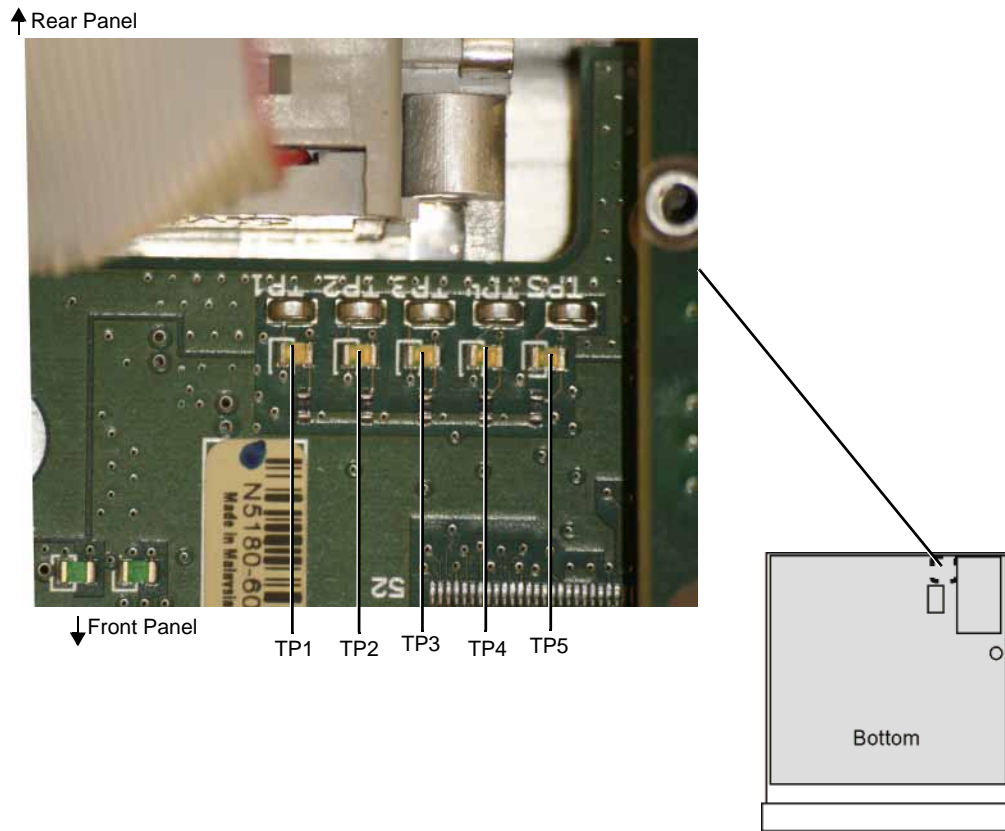 Rear Panel
TP1 TP2 TP3 TP4 TP5
N5180-60
Made in Malaysia
52
Front Panel
TP1 TP2 TP3 TP4 TP5
Bottom